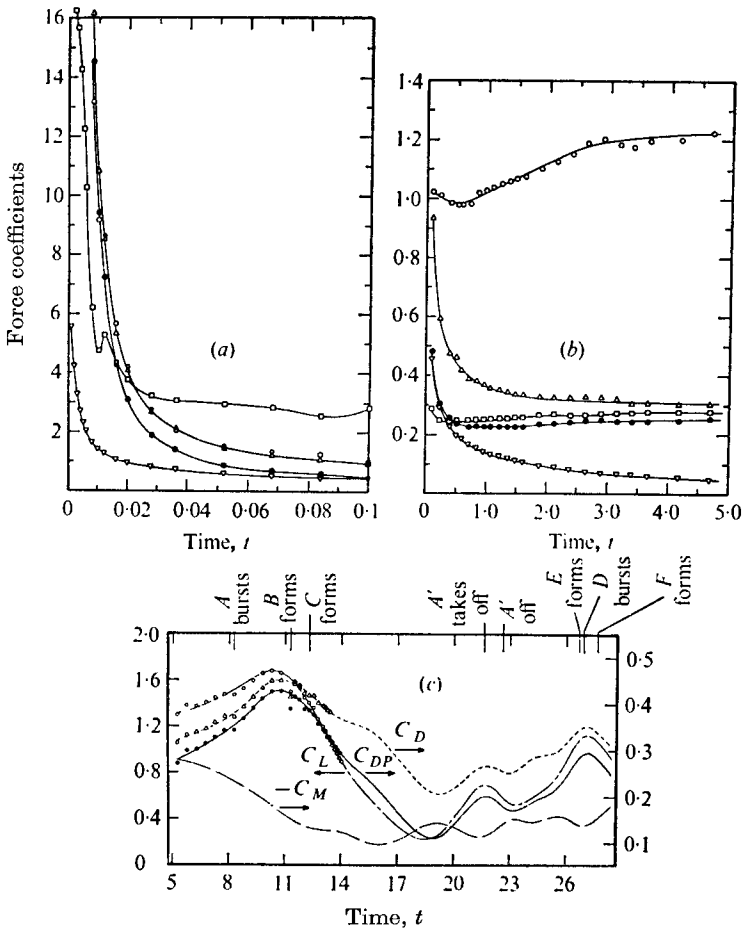 Force coefficients
16
14
12
10
8
6
4
2
0 0·02 0·04 0·06 0·08 0·1
Time, t
(a)
1·4
1·2
1·0
0·8
0·6
0·4
0·2
0 1·0 2·0 3·0 4·0 5·0
Time, t
(b)
A bursts
B forms
C forms
A′ takes off
A′ off
E forms
D bursts
F forms
2·0
1·6
1·2
0·8
0·4
0
0·5
0·4
0·3
0·2
0·1
(c)
C_D
C_L
C_DP
−C_M
5 8 11 14 17 20 23 26
Time, t